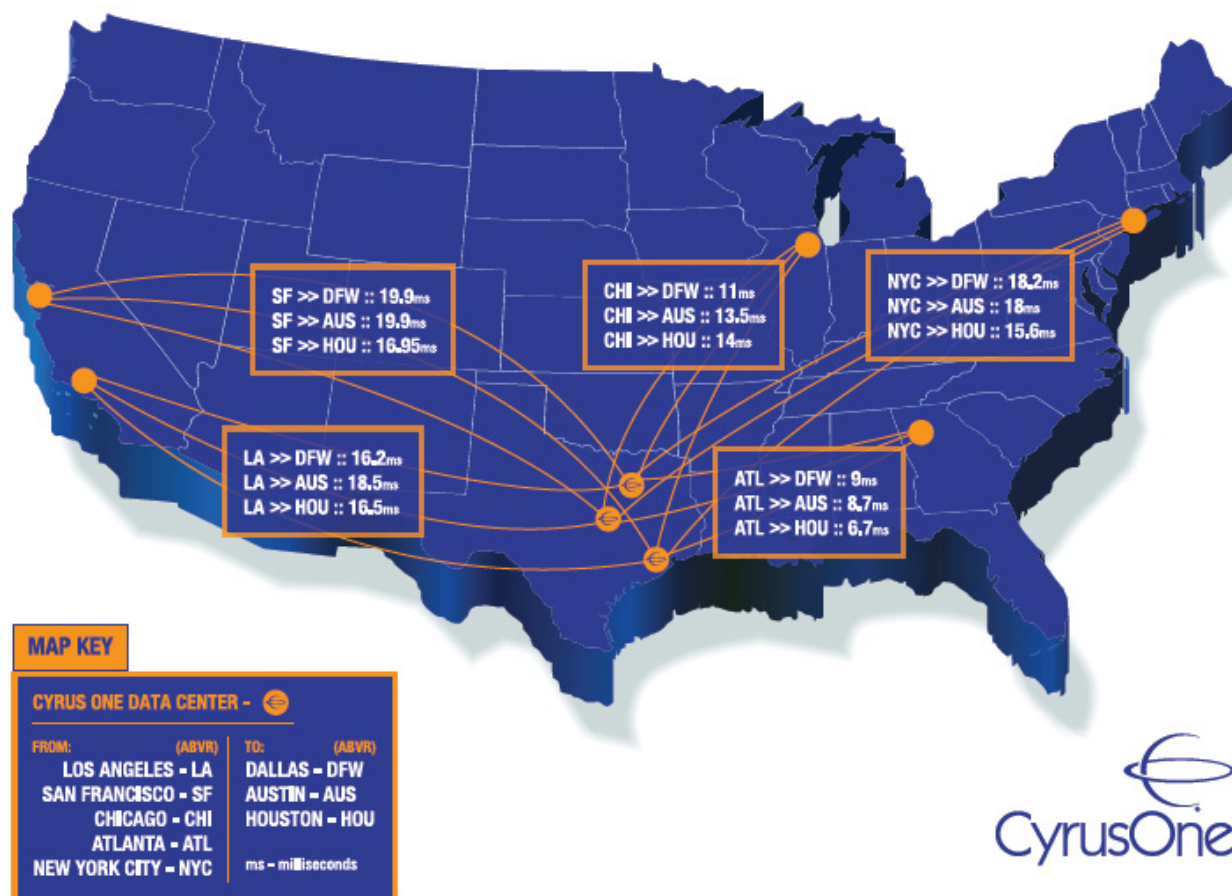 SF >> DFW :: 19.9ms
SF >> AUS :: 19.9ms
SF >> HOU :: 16.95ms
CHI >> DFW :: 11ms
CHI >> AUS :: 13.5ms
CHI >> HOU :: 14ms
NYC >> DFW :: 18.2ms
NYC >> AUS :: 18ms
NYC >> HOU :: 15.6ms
LA >> DFW :: 16.2ms
LA >> AUS :: 18.5ms
LA >> HOU :: 16.5ms
ATL >> DFW :: 9ms
ATL >> AUS :: 8.7ms
ATL >> HOU :: 6.7ms
MAP KEY
CYRUS ONE DATA CENTER -
FROM: (ABVR)
LOS ANGELES - LA
SAN FRANCISCO - SF
CHICAGO - CHI
ATLANTA - ATL
NEW YORK CITY - NYC
TO: (ABVR)
DALLAS - DFW
AUSTIN - AUS
HOUSTON - HOU
ms - milliseconds
CyrusOne